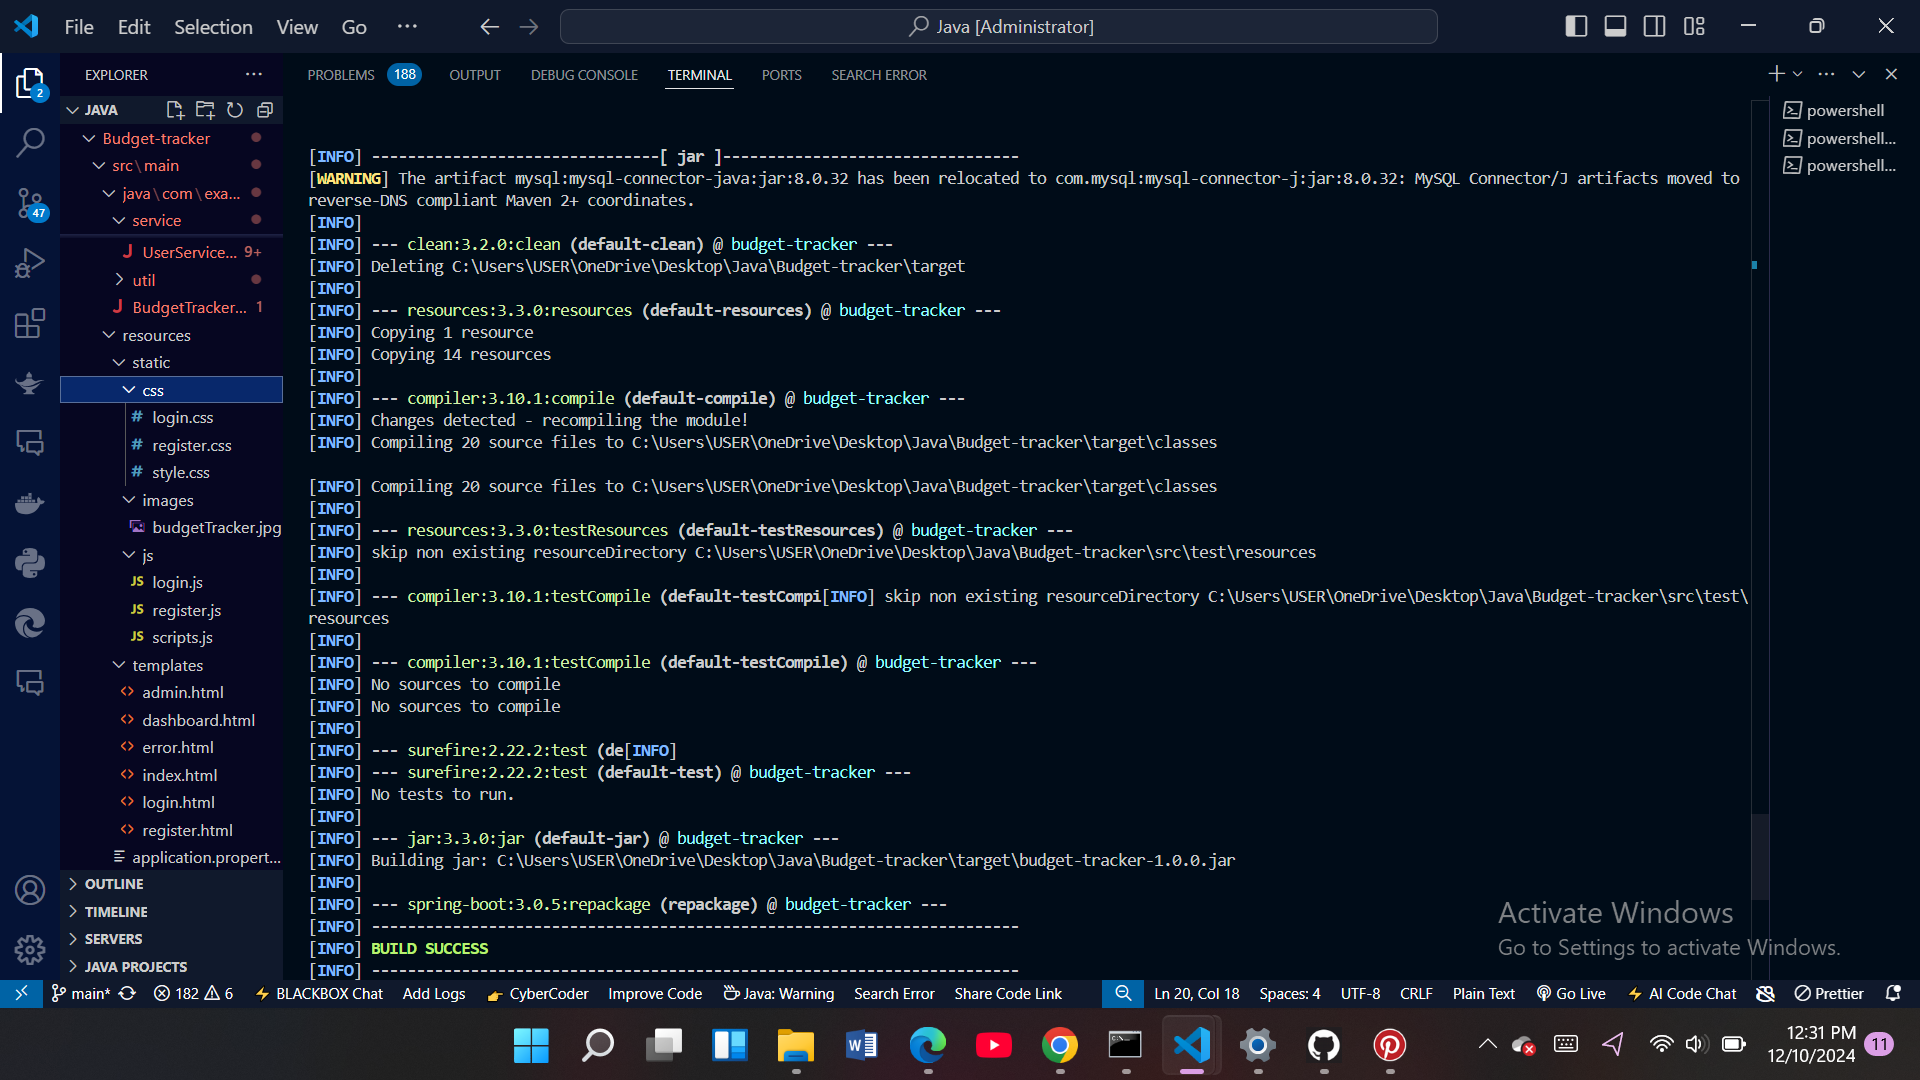 File Edit Selection View Go ···
Java [Administrator]
EXPLORER ···
PROBLEMS 188 OUTPUT DEBUG CONSOLE TERMINAL PORTS SEARCH ERROR
2
47
JAVA
Budget-tracker
src\main
java\com\exa...
service
UserService... 9+
util
BudgetTracker... 1
resources
static
css
# login.css
# register.css
# style.css
images
budgetTracker.jpg
js
JS login.js
JS register.js
JS scripts.js
templates
<> admin.html
<> dashboard.html
<> error.html
<> index.html
<> login.html
<> register.html
application.propert...
OUTLINE
TIMELINE
SERVERS
JAVA PROJECTS
[INFO] --------------------------------[ jar ]---------------------------------
[WARNING] The artifact mysql:mysql-connector-java:jar:8.0.32 has been relocated to com.mysql:mysql-connector-j:jar:8.0.32: MySQL Connector/J artifacts moved to
reverse-DNS compliant Maven 2+ coordinates.
[INFO]
[INFO] --- clean:3.2.0:clean (default-clean) @ budget-tracker ---
[INFO] Deleting C:\Users\USER\OneDrive\Desktop\Java\Budget-tracker\target
[INFO]
[INFO] --- resources:3.3.0:resources (default-resources) @ budget-tracker ---
[INFO] Copying 1 resource
[INFO] Copying 14 resources
[INFO]
[INFO] --- compiler:3.10.1:compile (default-compile) @ budget-tracker ---
[INFO] Changes detected - recompiling the module!
[INFO] Compiling 20 source files to C:\Users\USER\OneDrive\Desktop\Java\Budget-tracker\target\classes
[INFO] Compiling 20 source files to C:\Users\USER\OneDrive\Desktop\Java\Budget-tracker\target\classes
[INFO]
[INFO] --- resources:3.3.0:testResources (default-testResources) @ budget-tracker ---
[INFO] skip non existing resourceDirectory C:\Users\USER\OneDrive\Desktop\Java\Budget-tracker\src\test\resources
[INFO]
[INFO] --- compiler:3.10.1:testCompile (default-testCompi[INFO] skip non existing resourceDirectory C:\Users\USER\OneDrive\Desktop\Java\Budget-tracker\src\test\
resources
[INFO]
[INFO] --- compiler:3.10.1:testCompile (default-testCompile) @ budget-tracker ---
[INFO] No sources to compile
[INFO] No sources to compile
[INFO]
[INFO] --- surefire:2.22.2:test (de[INFO]
[INFO] --- surefire:2.22.2:test (default-test) @ budget-tracker ---
[INFO] No tests to run.
[INFO]
[INFO] --- jar:3.3.0:jar (default-jar) @ budget-tracker ---
[INFO] Building jar: C:\Users\USER\OneDrive\Desktop\Java\Budget-tracker\target\budget-tracker-1.0.0.jar
[INFO]
[INFO] --- spring-boot:3.0.5:repackage (repackage) @ budget-tracker ---
[INFO] ------------------------------------------------------------------------
[INFO] BUILD SUCCESS
[INFO] ------------------------------------------------------------------------
powershell
powershell...
powershell...
Activate Windows
Go to Settings to activate Windows.
main* 182 6 BLACKBOX Chat Add Logs CyberCoder Improve Code Java: Warning Search Error Share Code Link Ln 20, Col 18 Spaces: 4 UTF-8 CRLF Plain Text Go Live AI Code Chat Prettier
12:31 PM
12/10/2024
11